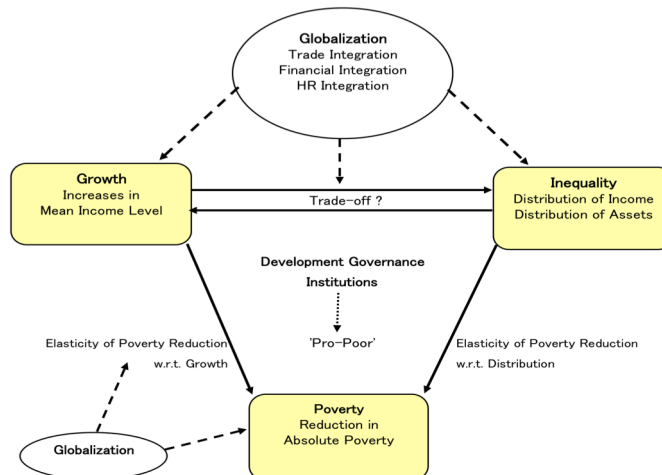 Globalization
Trade Integration
Financial Integration
HR Integration
Growth
Increases in
Mean Income Level
Trade-off ?
Inequality
Distribution of Income
Distribution of Assets
Development Governance
Institutions
'Pro-Poor'
Elasticity of Poverty Reduction
w.r.t. Growth
Elasticity of Poverty Reduction
w.r.t. Distribution
Globalization
Poverty
Reduction in
Absolute Poverty